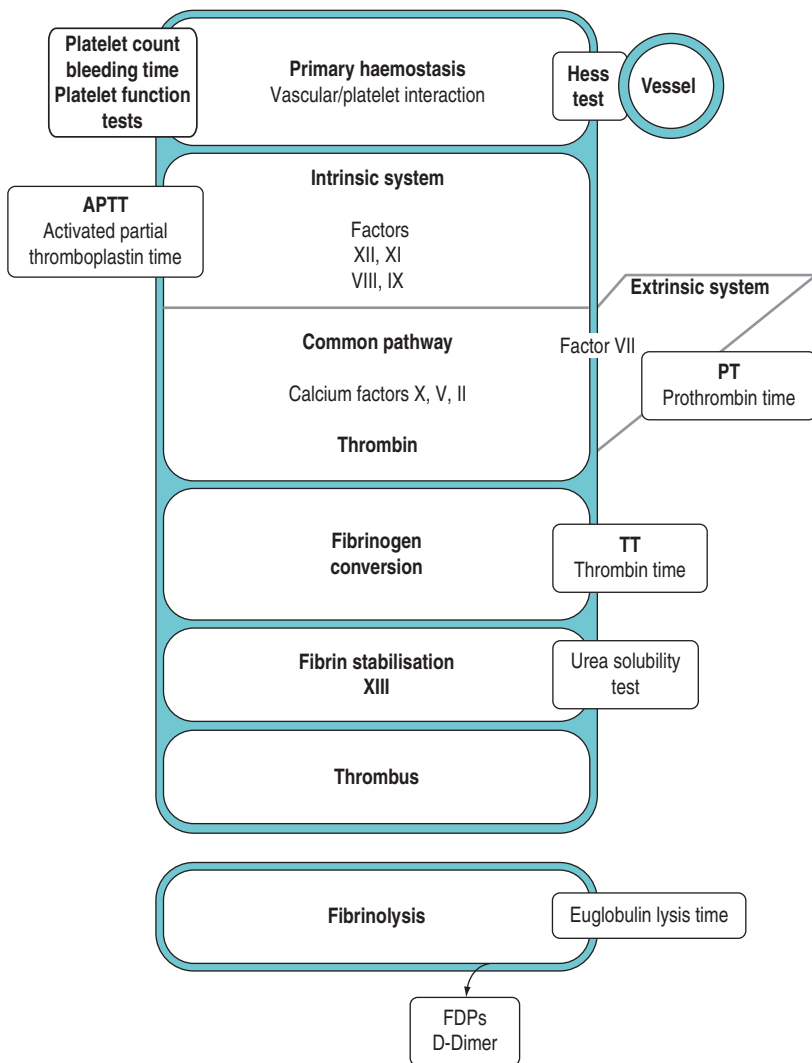 Platelet count
bleeding time
Platelet function
tests
Primary haemostasis
Vascular/platelet interaction
Hess
test
Vessel
APTT
Activated partial
thromboplastin time
Intrinsic system
Factors
XII, XI
VIII, IX
Extrinsic system
Common pathway
Factor VII
PT
Prothrombin time
Calcium factors X, V, II
Thrombin
Fibrinogen
conversion
TT
Thrombin time
Fibrin stabilisation
XIII
Urea solubility
test
Thrombus
Fibrinolysis
Euglobulin lysis time
FDPs
D-Dimer